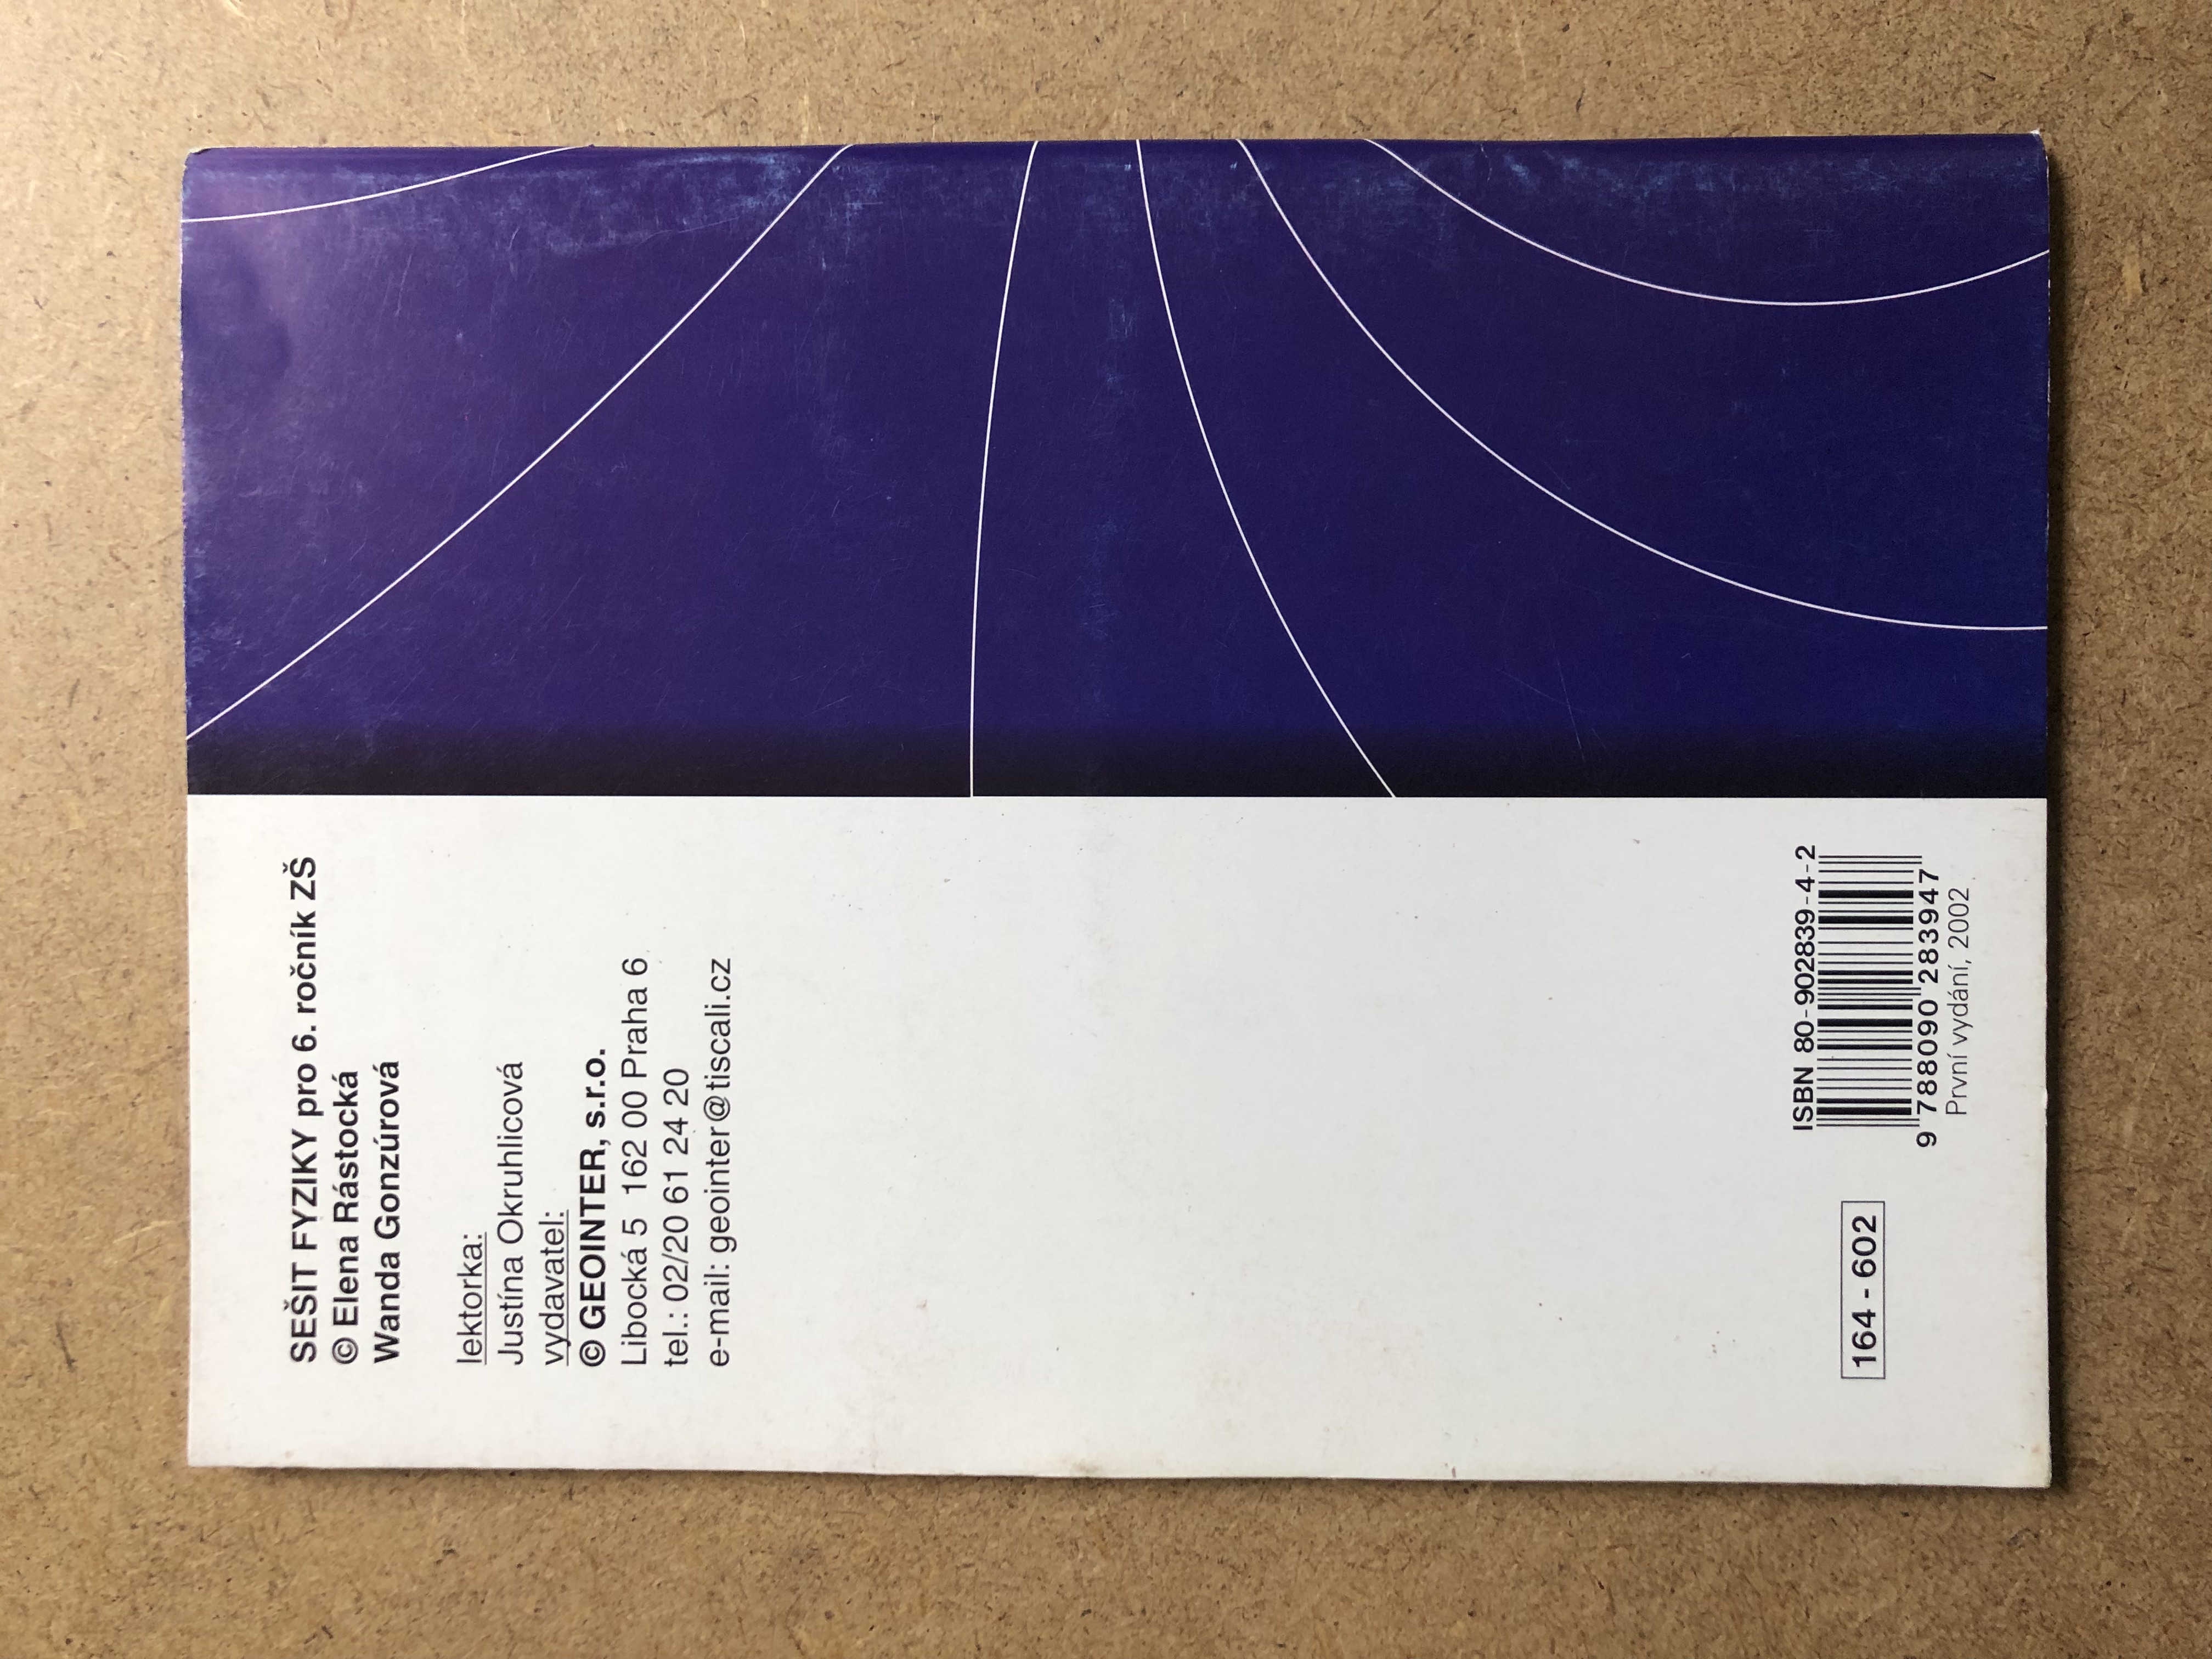 SEŠIT FYZIKY pro 6. ročník ZŠ
© Elena Rástocká
Wanda Gonzúrová
lektorka:
Justína Okruhlicová
vydavatel:
© GEOINTER, s.r.o.
Libocká 5 162 00 Praha 6
tel.: 02/20 61 24 20
e-mail: geointer@tiscali.cz
164 - 602
ISBN 80-902839-4-2
9 788090 283947
První vydání, 2002